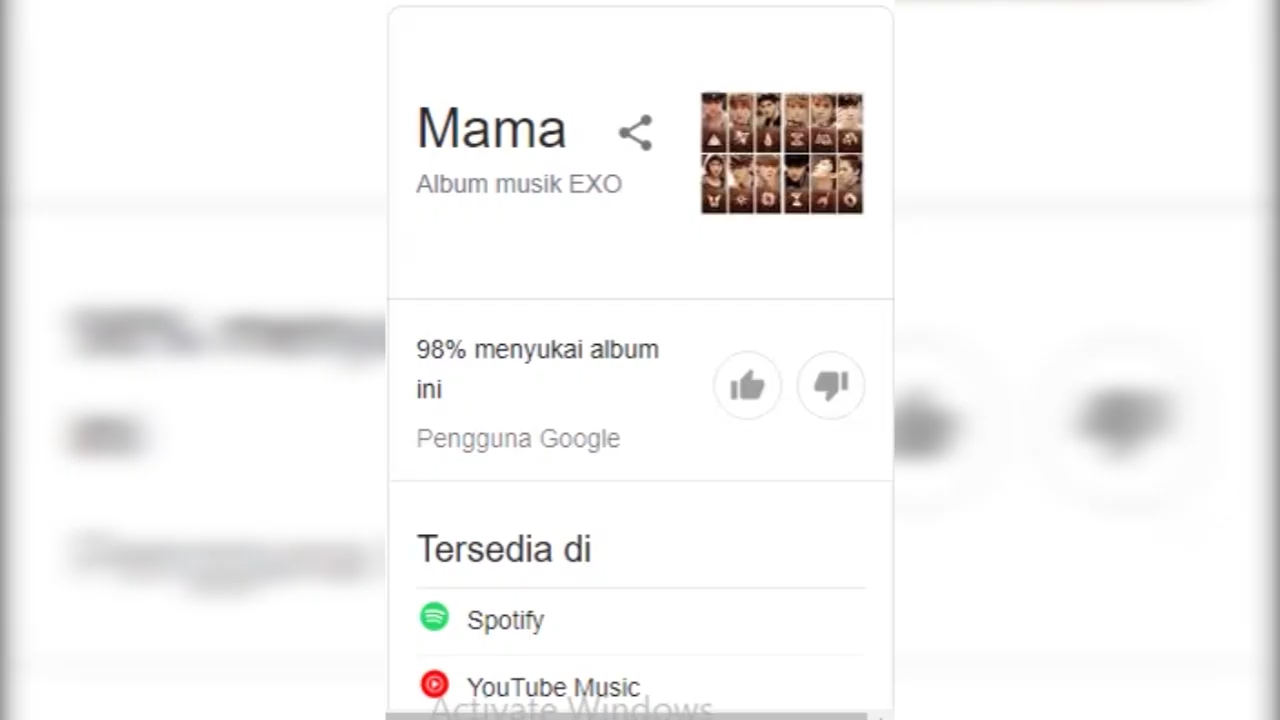 Mama
Album musik EXO
98% menyukai album
ini
Pengguna Google
Tersedia di
Spotify
YouTube Music
Activate Windows